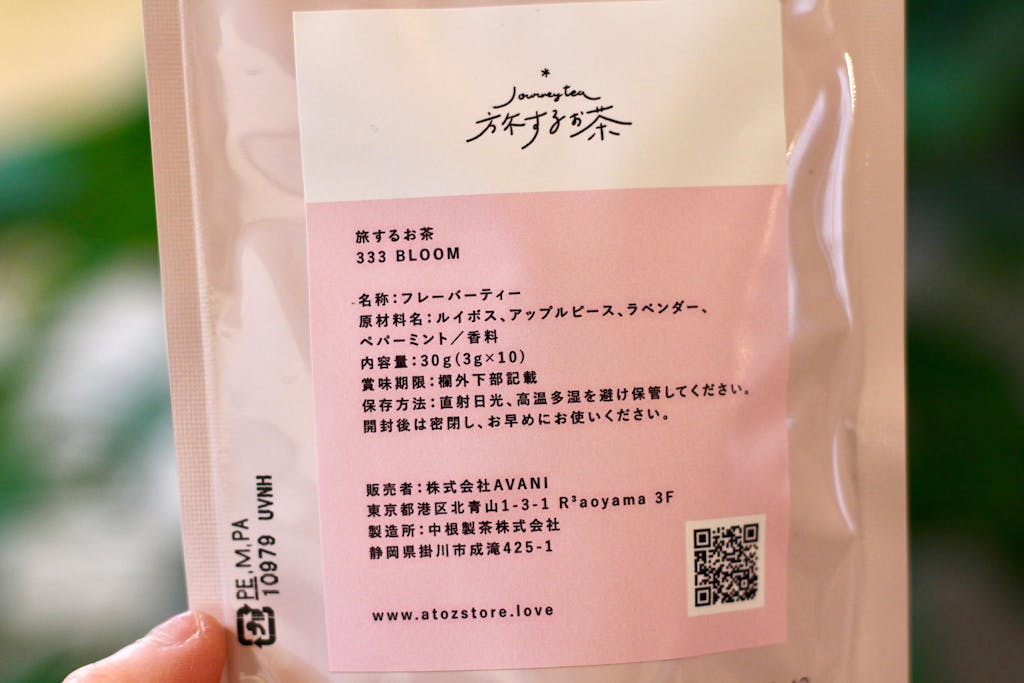 Journey tea
旅するお茶
旅するお茶
333 BLOOM
名称：フレーバーティー
原材料名：ルイボス、アップルピース、ラベンダー、
ペパーミント／香料
内容量：30g(3g×10)
賞味期限：欄外下部記載
保存方法：直射日光、高温多湿を避け保管してください。
開封後は密閉し、お早めにお使いください。
販売者：株式会社AVANI
東京都港区北青山1-3-1 R³aoyama 3F
製造所：中根製茶株式会社
静岡県掛川市成滝425-1
www.atozstore.love
プラ
PE,M,PA
10979 UVNH